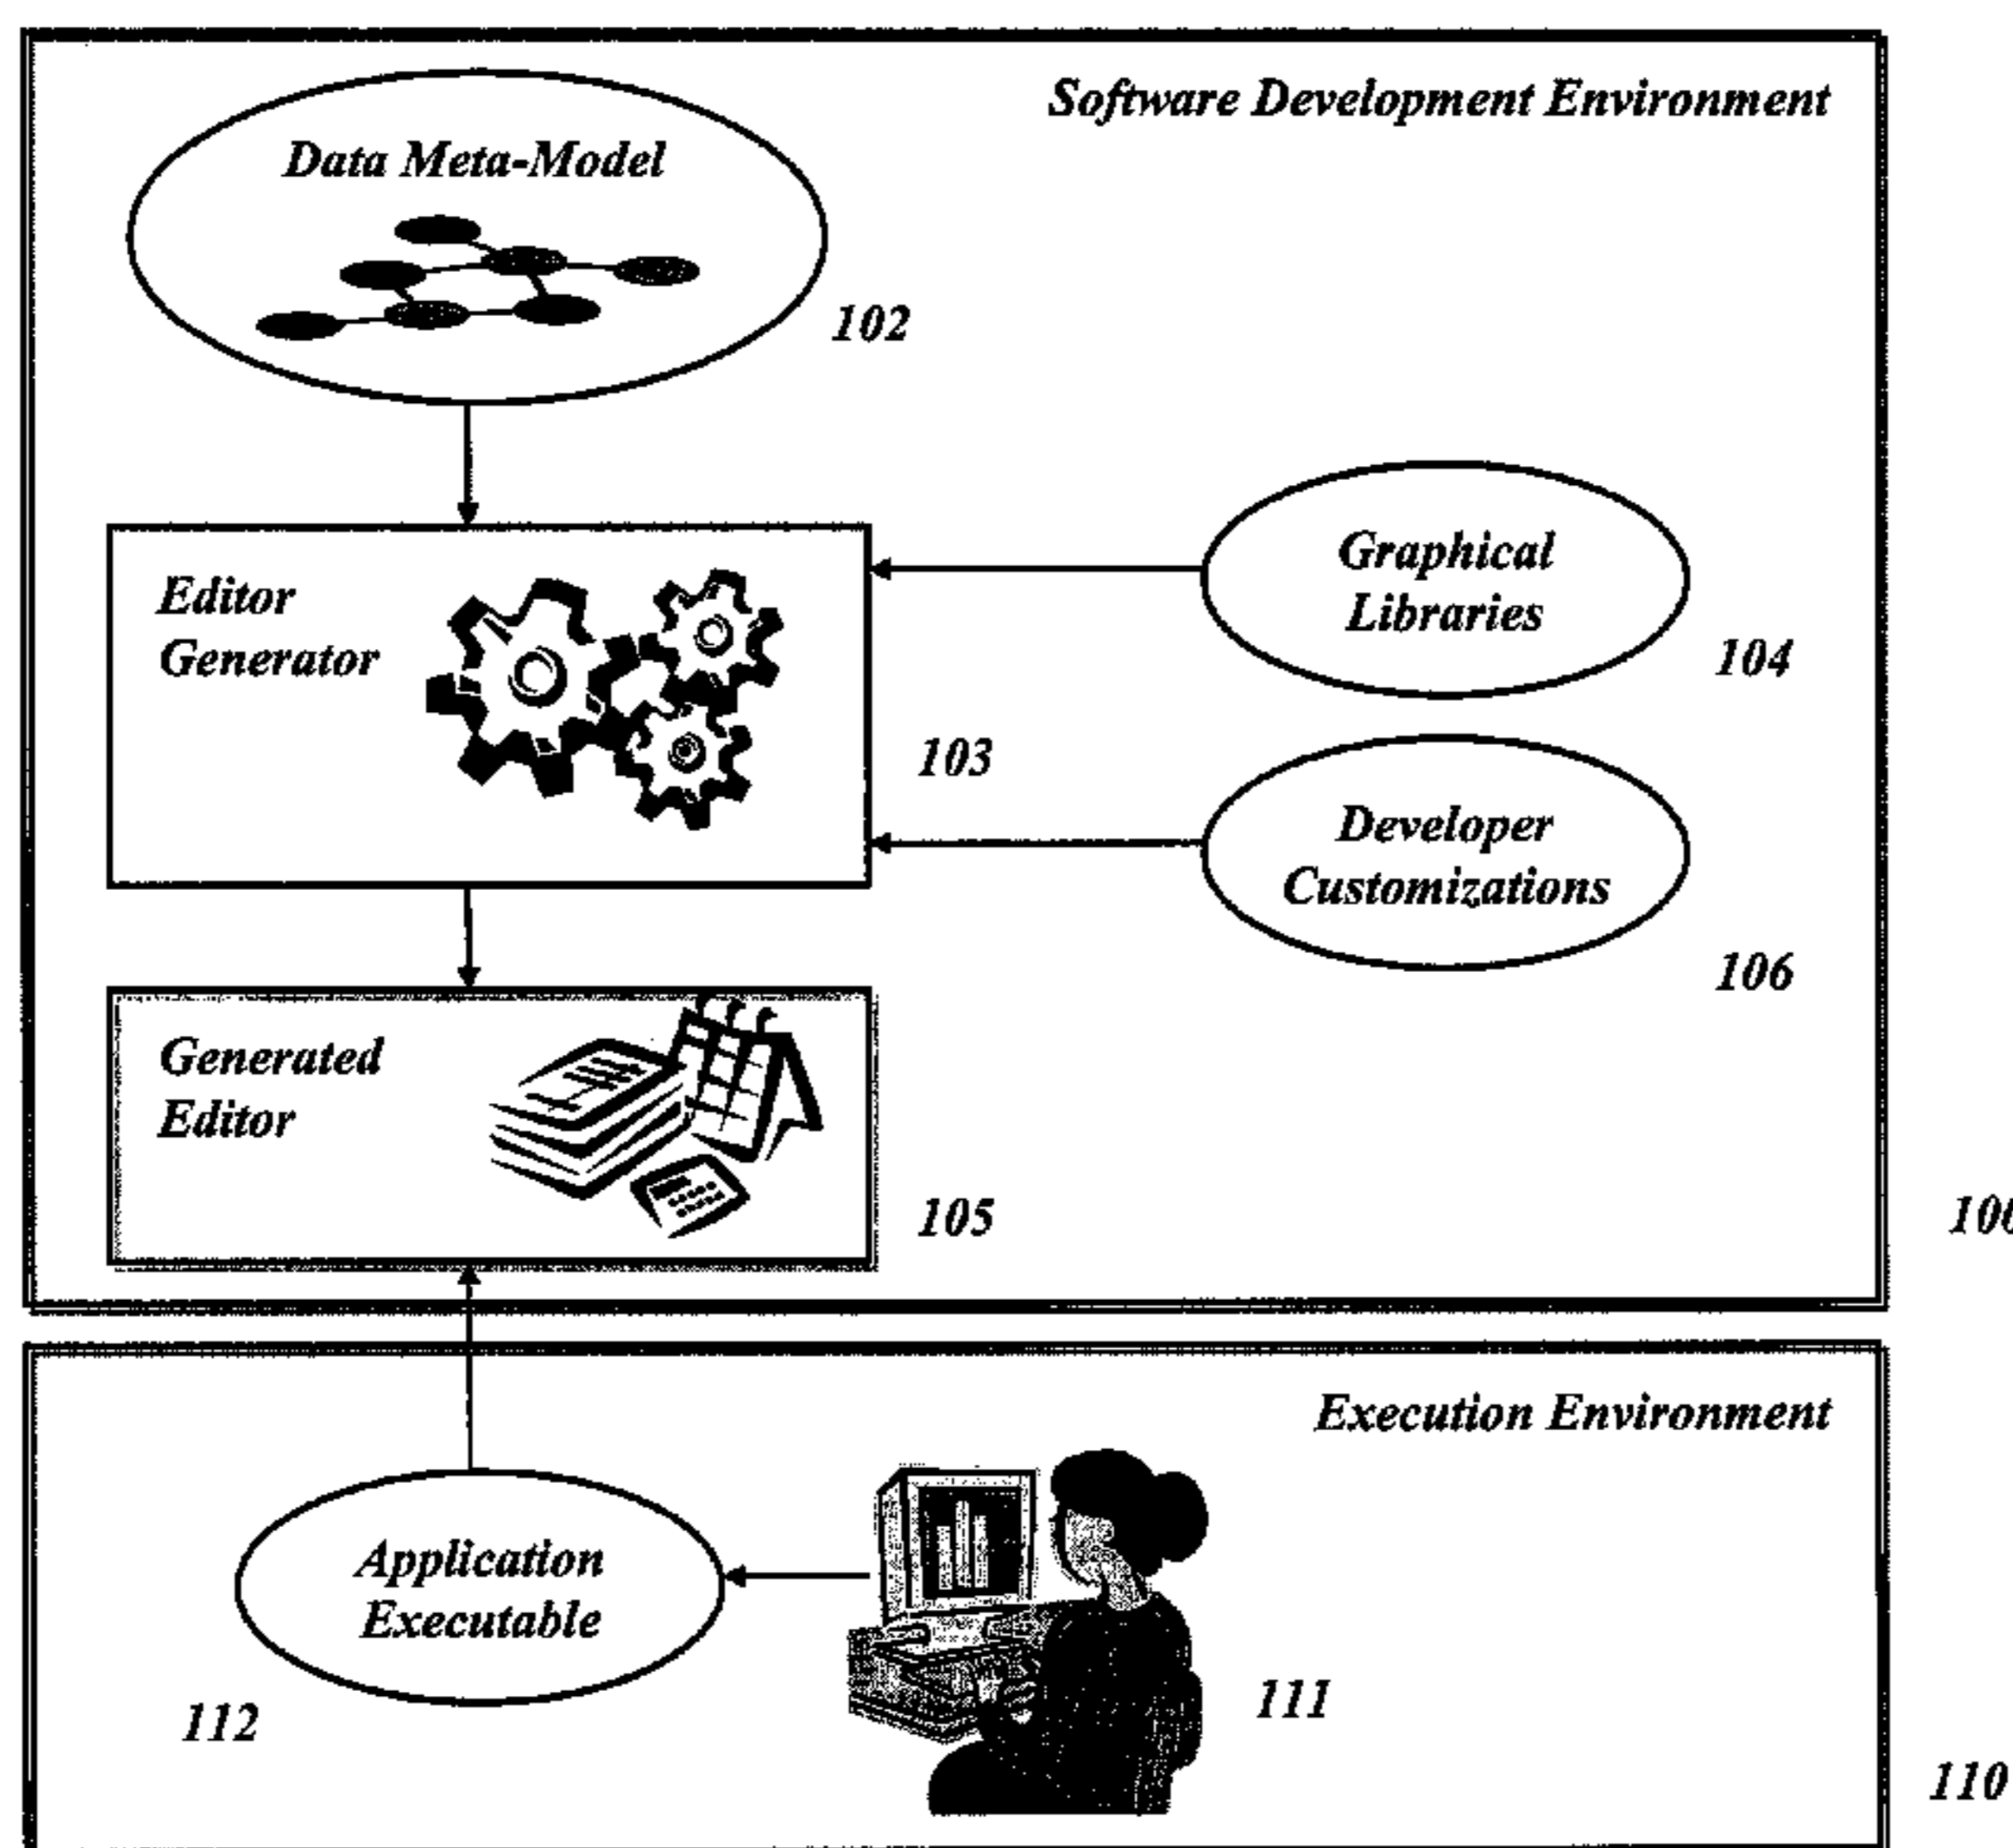 Software Development Environment
Data Meta-Model
102
Graphical
Libraries
104
Editor
Generator
103
Developer
Customizations
106
Generated
Editor
105
Execution Environment
Application
Executable
112
111
110